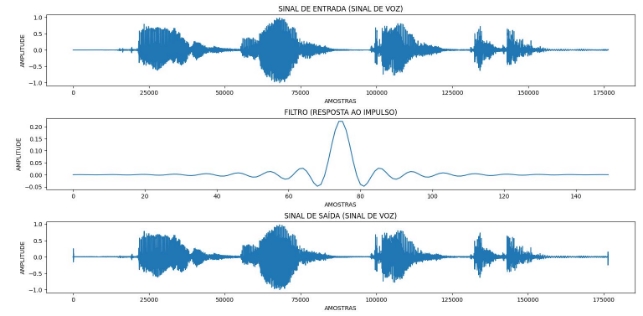 SINAL DE ENTRADA (SINAL DE VOZ)
1.0
0.5
0.0
−0.5
−1.0
AMPLITUDE
0 25000 50000 75000 100000 125000 150000 175000
AMOSTRAS
FILTRO (RESPOSTA AO IMPULSO)
0.20
0.15
0.10
0.05
0.00
−0.05
AMPLITUDE
0 20 40 60 80 100 120 140
AMOSTRAS
SINAL DE SAÍDA (SINAL DE VOZ)
1.0
0.5
0.0
−0.5
−1.0
AMPLITUDE
0 25000 50000 75000 100000 125000 150000 175000
AMOSTRAS